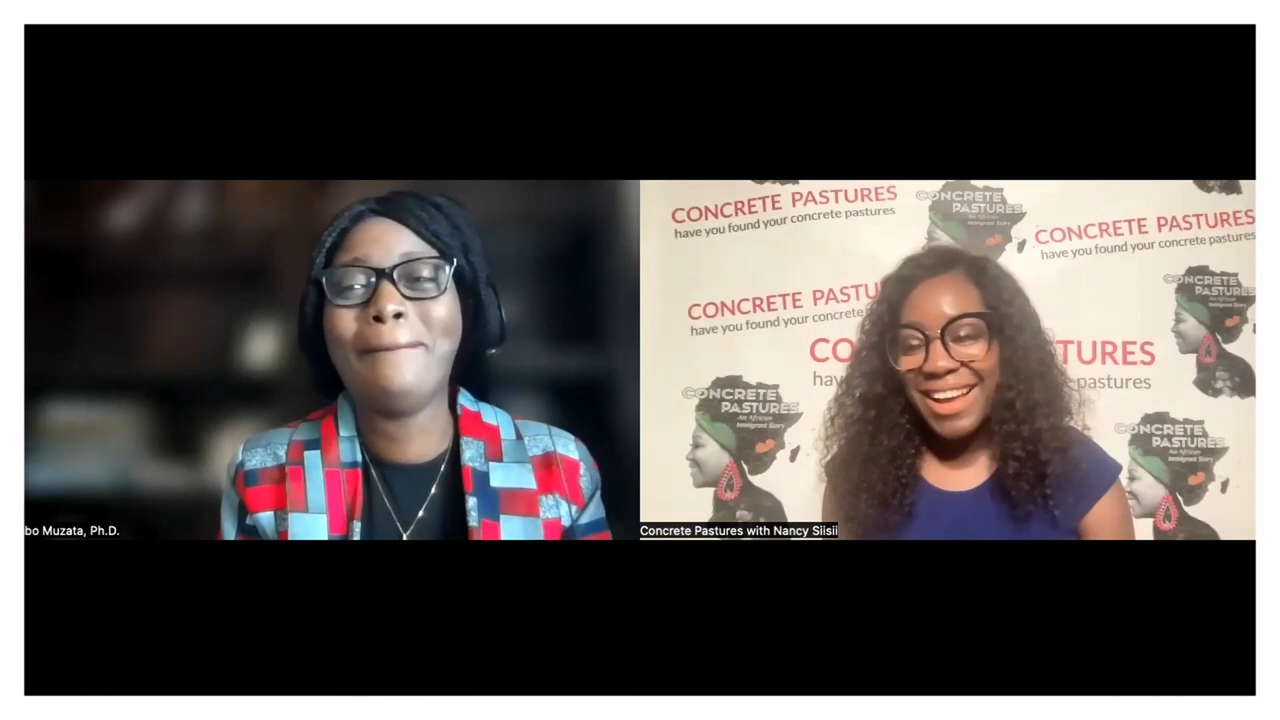 CONCRETE PASTURES
have you found your concrete pastures
CONCRETE
PASTURES
An African
Immigrant Story
CONCRETE PASTURES
have you found your concrete pastures
CONCRETE
PASTURES
An African
Immigrant Story
CONCRETE PASTU
have you found your concrete
CO TURES
hav pastures
CONCRETE
PASTURES
An African
Immigrant Story
CONCRETE
PASTURES
An African
Immigrant Story
bo Muzata, Ph.D.
Concrete Pastures with Nancy Siisii